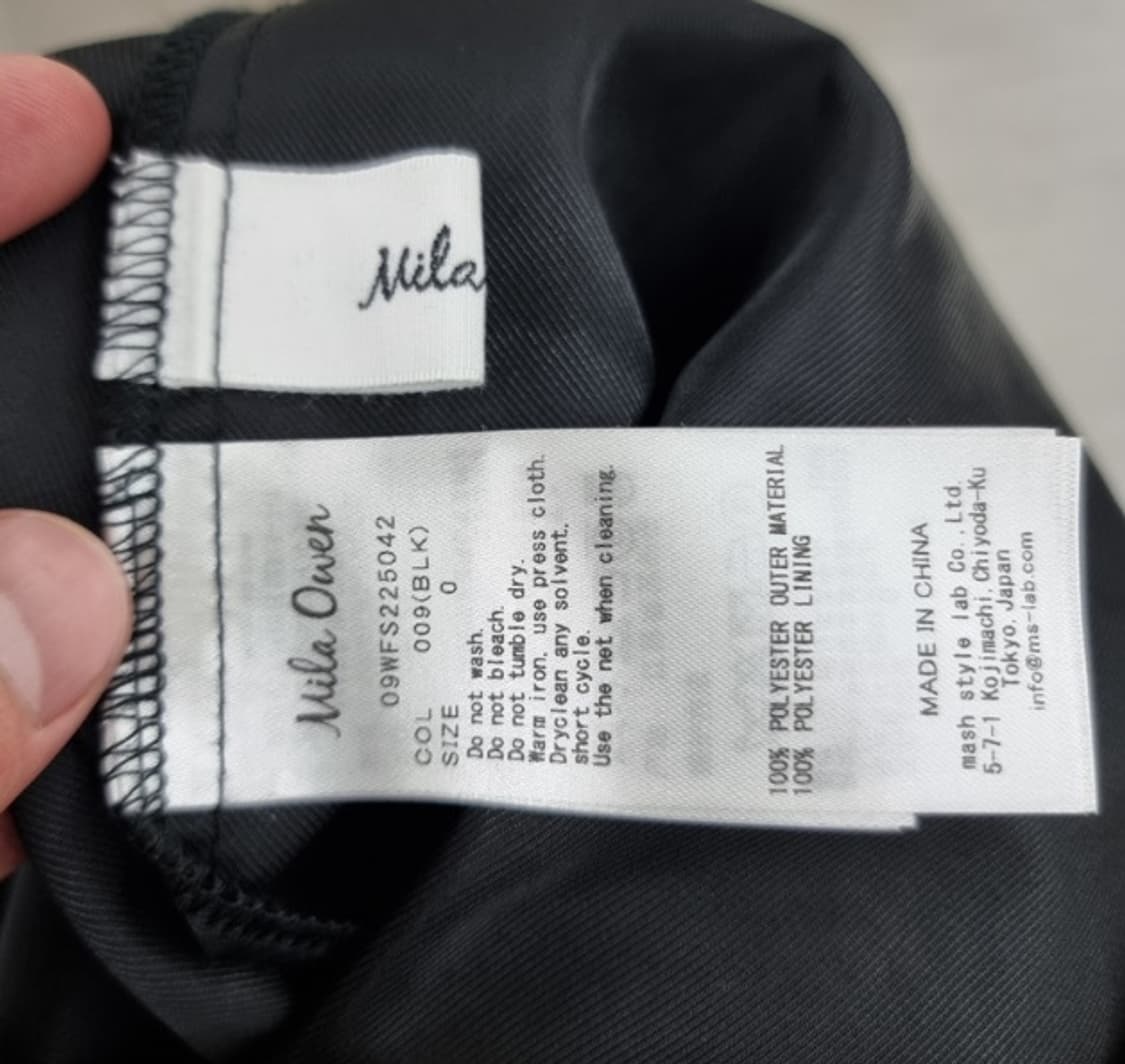 Mila
Mila Owen
09WFS225042
COL 009(BLK)
SIZE 0
Do not wash.
Do not bleach.
Do not tumble dry.
Warm iron, use press cloth.
Dryclean any solvent.
short cycle.
Use the net when cleaning.
100% POLYESTER OUTER MATERIAL
100% POLYESTER LINING
MADE IN CHINA
mash style lab Co.,Ltd.
5-7-1 Kojimachi, Chiyoda-Ku
Tokyo, Japan
info@ms-lab.com